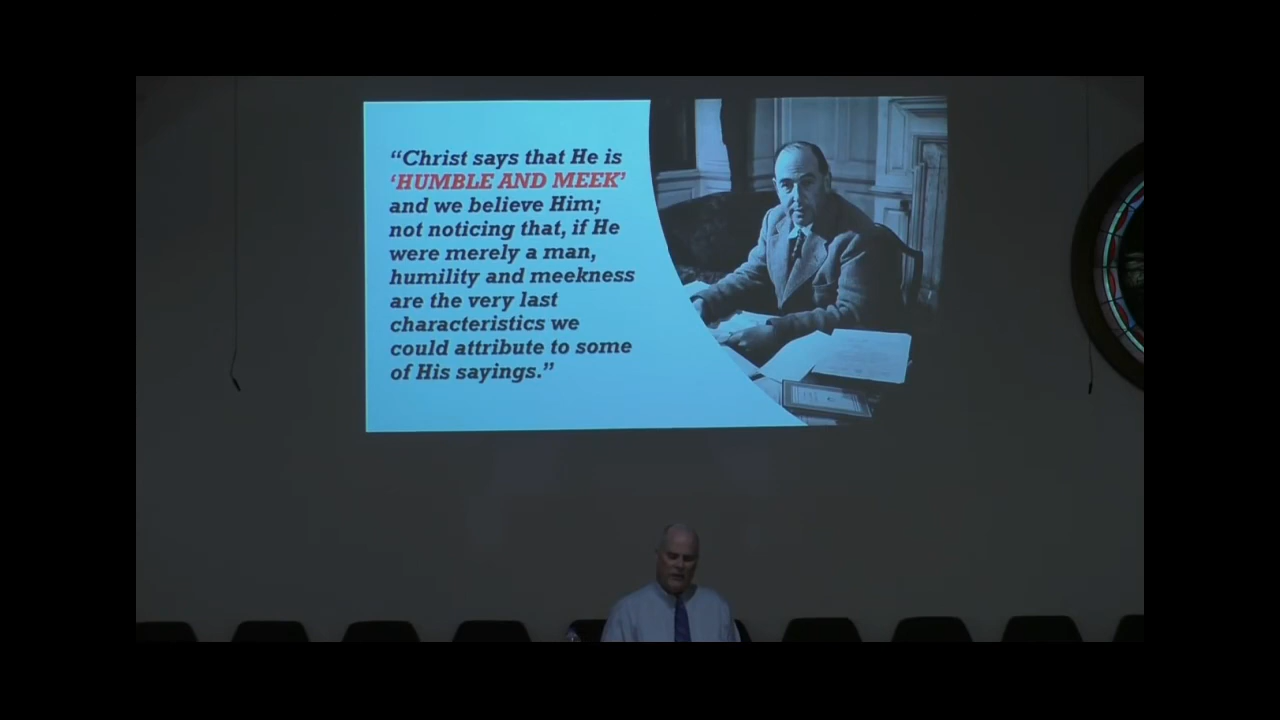 “Christ says that He is
‘HUMBLE AND MEEK’
and we believe Him;
not noticing that, if He
were merely a man,
humility and meekness
are the very last
characteristics we
could attribute to some
of His sayings.”